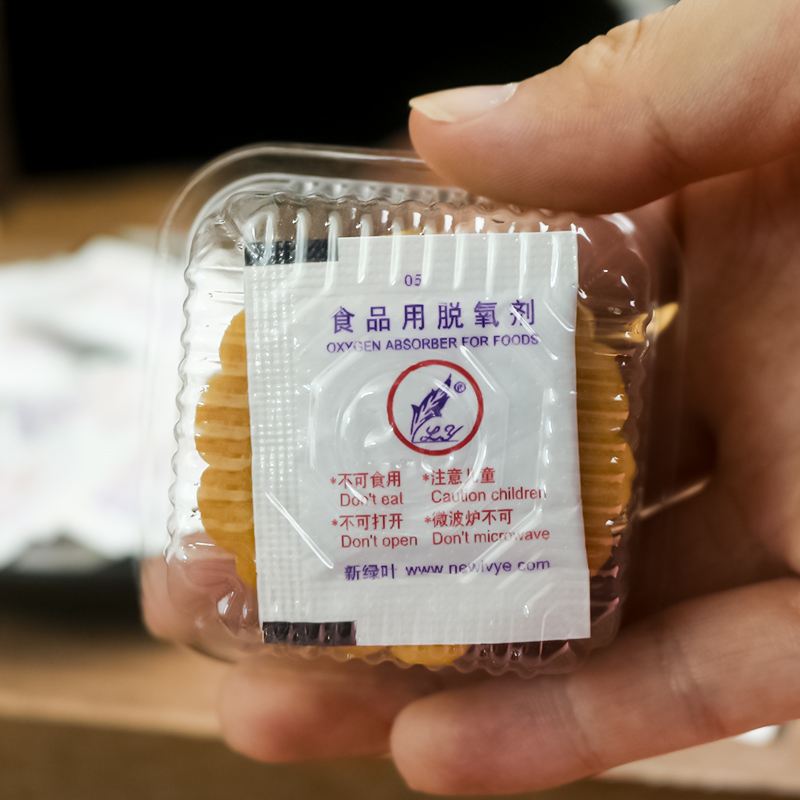 05
食品用脱氧剂
OXYGEN ABSORBER FOR FOODS
®
LY
*不可食用 *注意儿童
Don't eat Caution children
*不可打开 *微波炉不可
Don't open Don't microwave
新绿叶 www.newlvye.com